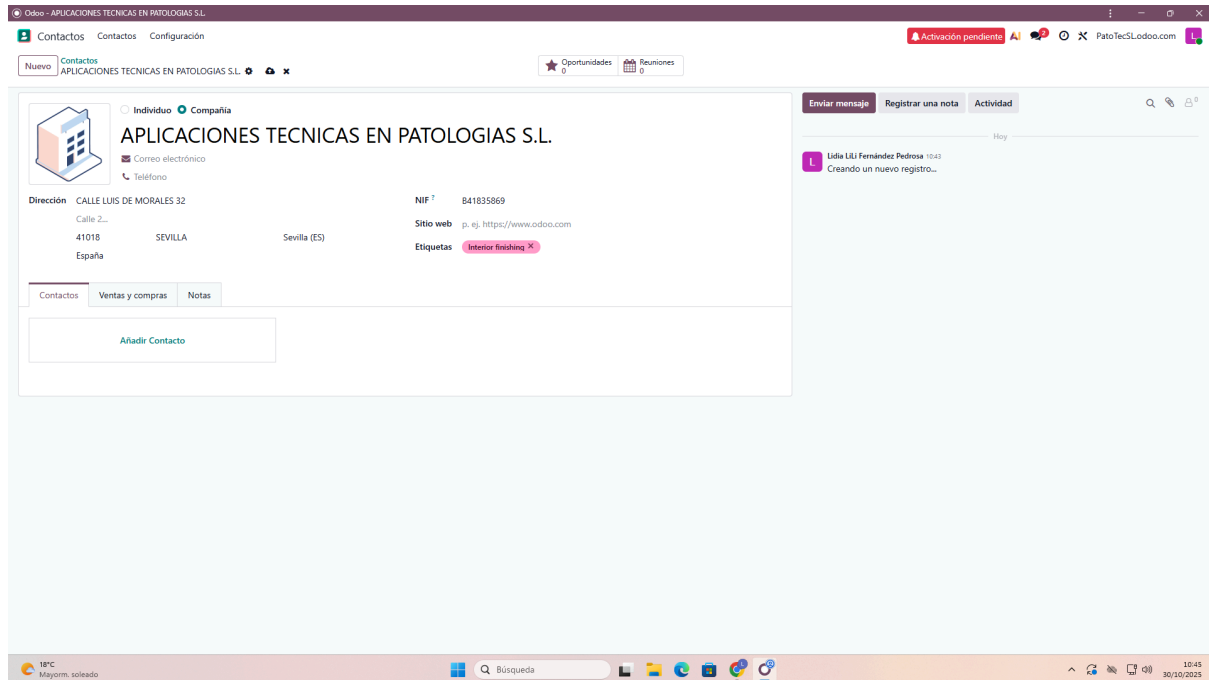 Odoo - APLICACIONES TECNICAS EN PATOLOGIAS S.L.
Contactos Contactos Configuración
Activación pendiente AI 2 PatoTecSL.odoo.com L
Nuevo Contactos
APLICACIONES TECNICAS EN PATOLOGIAS S.L.
Oportunidades 0 Reuniones 0
Individuo Compañía
APLICACIONES TECNICAS EN PATOLOGIAS S.L.
Correo electrónico
Teléfono
Dirección CALLE LUIS DE MORALES 32
Calle 2...
41018 SEVILLA Sevilla (ES)
España
NIF ? B41835869
Sitio web p. ej. https://www.odoo.com
Etiquetas Interior finishing ×
Contactos Ventas y compras Notas
Añadir Contacto
Enviar mensaje Registrar una nota Actividad 0
Hoy
L Lidia LiLi Fernández Pedrosa 10:43
Creando un nuevo registro...
18°C
Mayorm. soleado
Búsqueda
10:45
30/10/2025